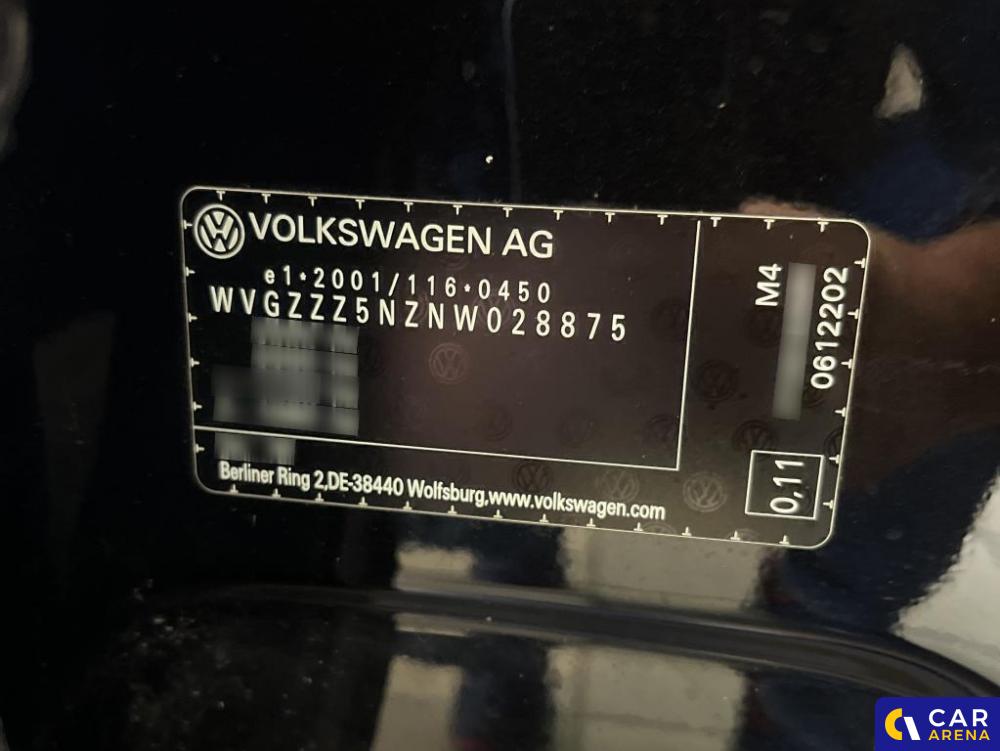 VOLKSWAGEN AG
e1*2001/116*0450
WVGZZZ5NZNW028875
Berliner Ring 2,DE-38440 Wolfsburg,www.volkswagen.com
M4
0612202
0,11
CAR
ARENA